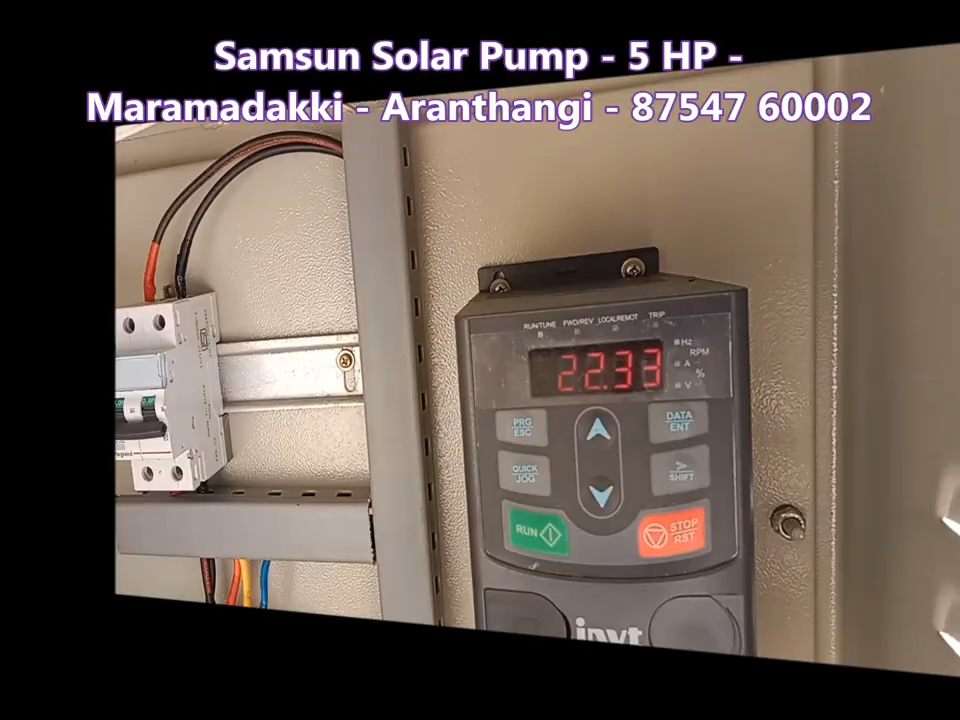 Samsun Solar Pump - 5 HP -
Maramadakki - Aranthangi - 87547 60002
RUN/TUNE FWD/REV LOCAL/REMOT TRIP
Hz
RPM
A
%
V
22.33
PRG
ESC
DATA
ENT
QUICK
JOG
SHIFT
RUN
STOP
RST
invt